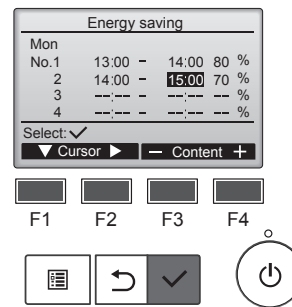 Energy saving
Mon
No.1 13:00 – 14:00 80 %
2 14:00 – 15:00 70 %
3 --:-- – --:-- -- %
4 --:-- – --:-- -- %
Select:✓
▼ Cursor ▶ – Content +
F1 F2 F3 F4